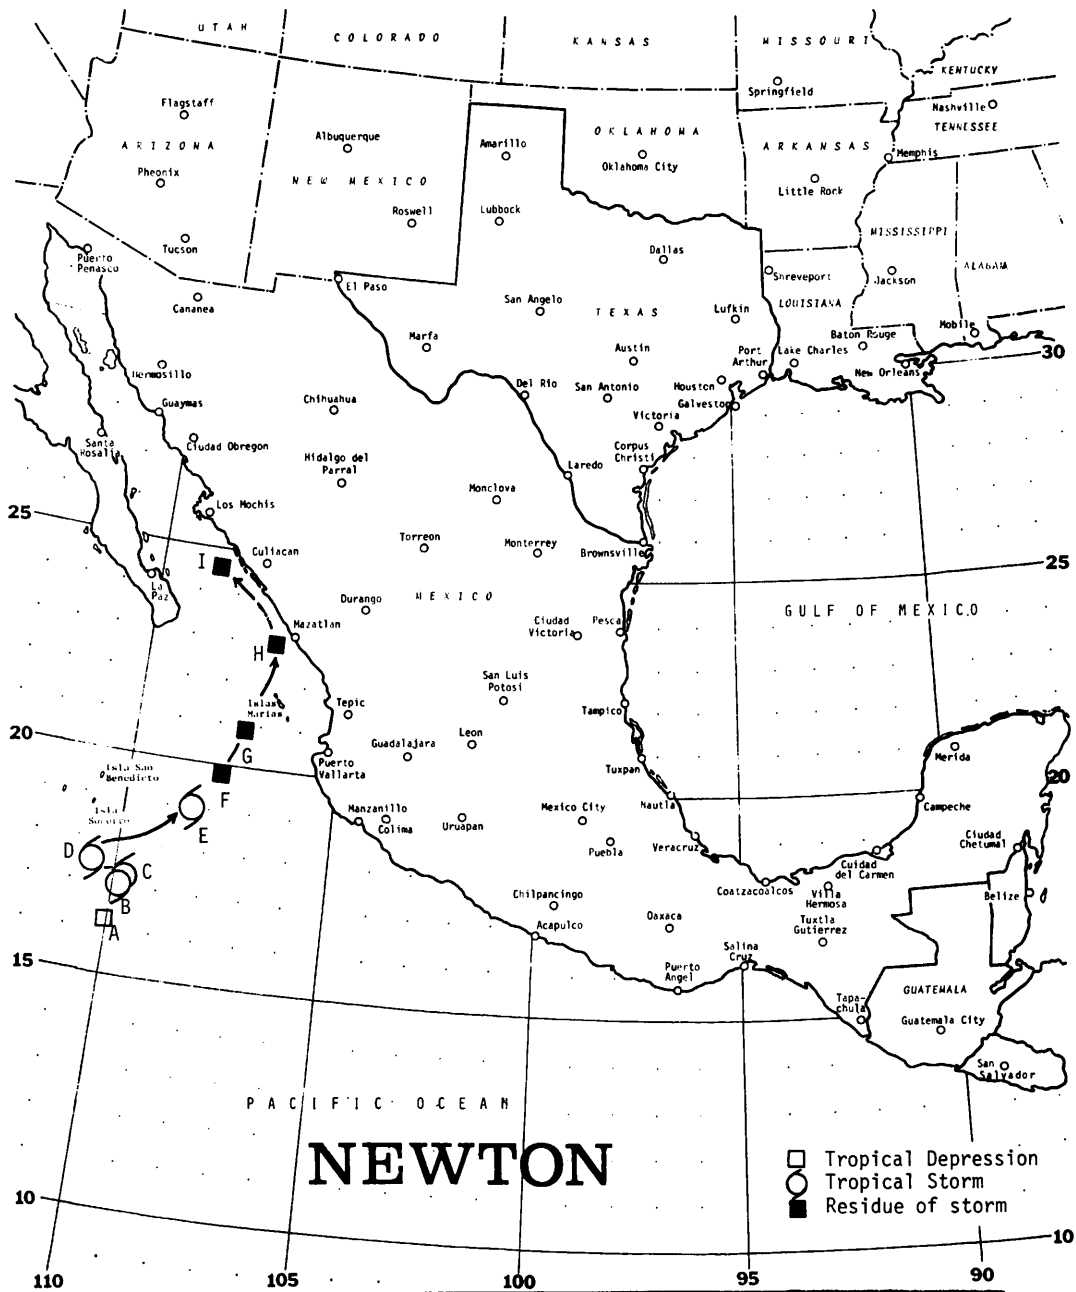 UTAH
COLORADO
KANSAS
MISSOURI
KENTUCKY
Springfield
Flagstaff
Nashville
TENNESSEE
Albuquerque
Amarillo
OKLAHOMA
ARIZONA
ARKANSAS
Memphis
Pheonix
NEW MEXICO
Oklahoma City
Little Rock
Roswell
Lubbock
MISSISSIPPI
Tucson
Dallas
Puerto
Penasco
Shreveport
Jackson
ALABAMA
El Paso
Cananea
San Angelo
TEXAS
Lufkin
LOUISIANA
Mobile
Marfa
Austin
Port
Arthur
Lake Charles
Baton Rouge
30
Hermosillo
New Orleans
Del Rio
San Antonio
Houston
Guaymas
Chihuahua
Galveston
Victoria
Santa
Rosalia
Ciudad Obregon
Corpus
Christi
Hidalgo del
Parral
Laredo
Monclova
25
Los Mochis
Torreon
Monterrey
Brownsville
I
Culiacan
25
La
Paz
Durango
MEXICO
GULF OF MEXICO
Mazatlan
Ciudad
Victoria
Pesca
H
San Luis
Potosi
Islas
Marias
Tepic
Tampico
20
G
Guadalajara
Leon
Merida
Isla San
Benedicto
Puerto
Vallarta
Tuxpan
20
F
Isla
Socorro
E
Manzanillo
Colima
Uruapan
Mexico City
Nautla
Campeche
D
C
Puebla
Veracruz
Ciudad
Chetumal
B
Cuidad
del Carmen
Chilpancingo
Coatzacoalcos
Villa
Hermosa
Belize
A
Acapulco
Oaxaca
Tuxtla
Gutierrez
15
Salina
Cruz
Puerto
Angel
Tapa-
chula
GUATEMALA
Guatemala City
San
Salvador
PACIFIC OCEAN
NEWTON
Tropical Depression
Tropical Storm
Residue of storm
10
10
110
105
100
95
90